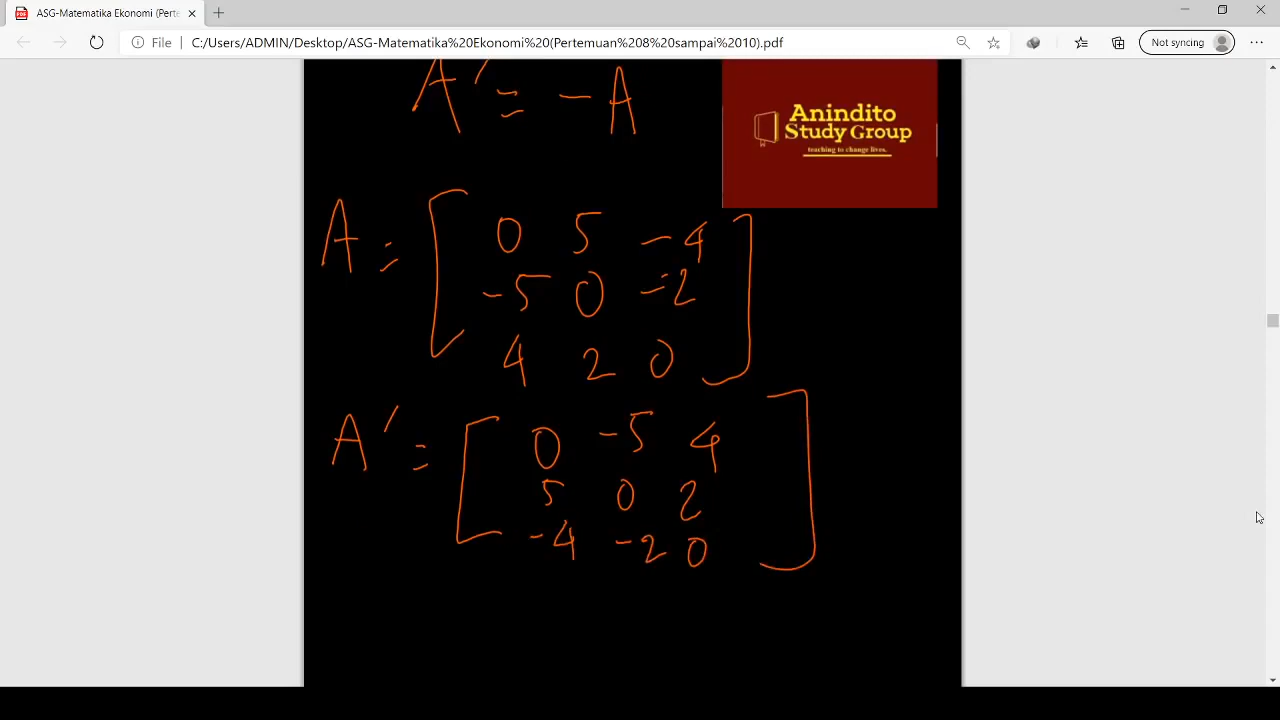 ASG-Matematika Ekonomi (Perte
File
C:/Users/ADMIN/Desktop/ASG-Matematika%20Ekonomi%20(Pertemuan%208%20sampai%2010).pdf
Not syncing
A' = -A
Anindito
Study Group
teaching to change lives.
A = [ 0 5 -4
-5 0 -2
4 2 0 ]
A' = [ 0 -5 4
5 0 2
-4 -2 0 ]